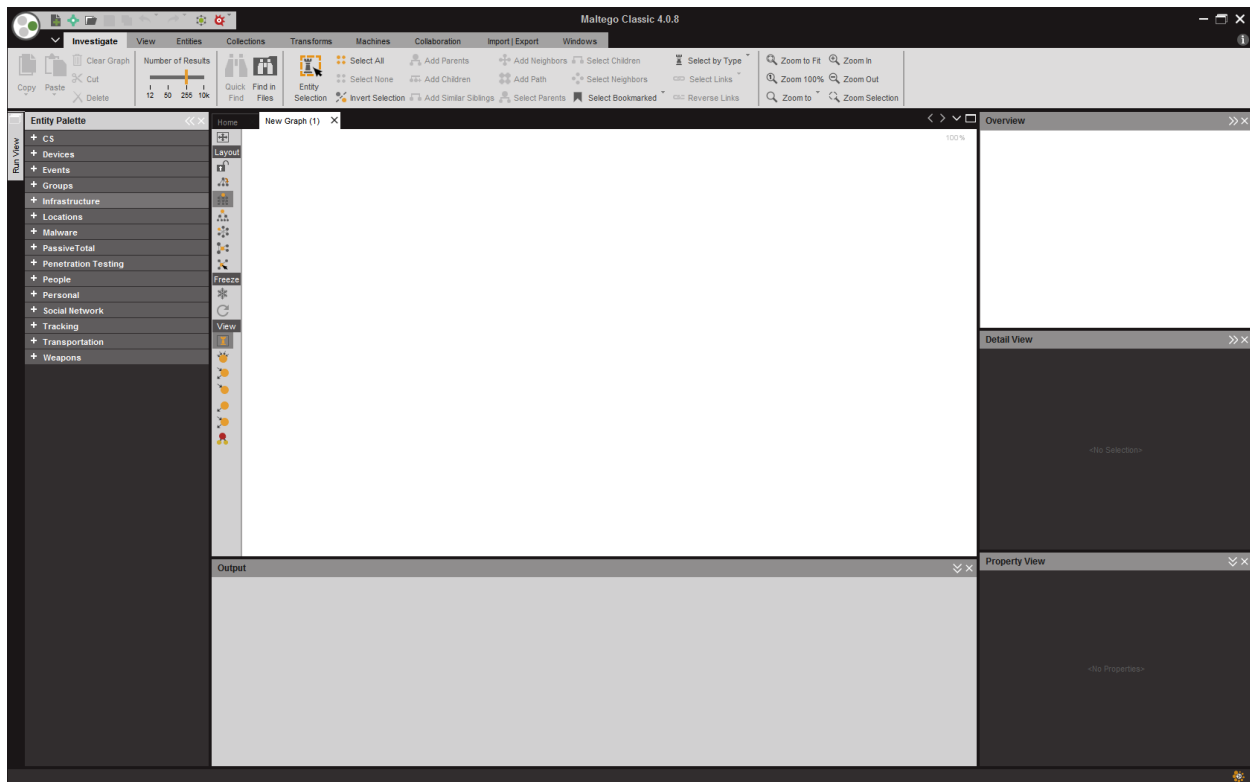 Maltego Classic 4.0.8
Investigate View Entities Collections Transforms Machines Collaboration Import | Export Windows
Copy Paste
Clear Graph
Cut
Delete
Number of Results
12 50 255 10k
Quick Find
Find in Files
Entity Selection
Select All
Select None
Invert Selection
Add Parents
Add Children
Add Similar Siblings
Add Neighbors
Add Path
Select Parents
Select Children
Select Neighbors
Select Bookmarked
Select by Type
Select Links
Reverse Links
Zoom to Fit
Zoom 100%
Zoom to
Zoom In
Zoom Out
Zoom Selection
Run View
Entity Palette
+ CS
+ Devices
+ Events
+ Groups
+ Infrastructure
+ Locations
+ Malware
+ PassiveTotal
+ Penetration Testing
+ People
+ Personal
+ Social Network
+ Tracking
+ Transportation
+ Weapons
Home New Graph (1)
Layout
Freeze
View
100%
Output
Overview
Detail View
<No Selection>
Property View
<No Properties>